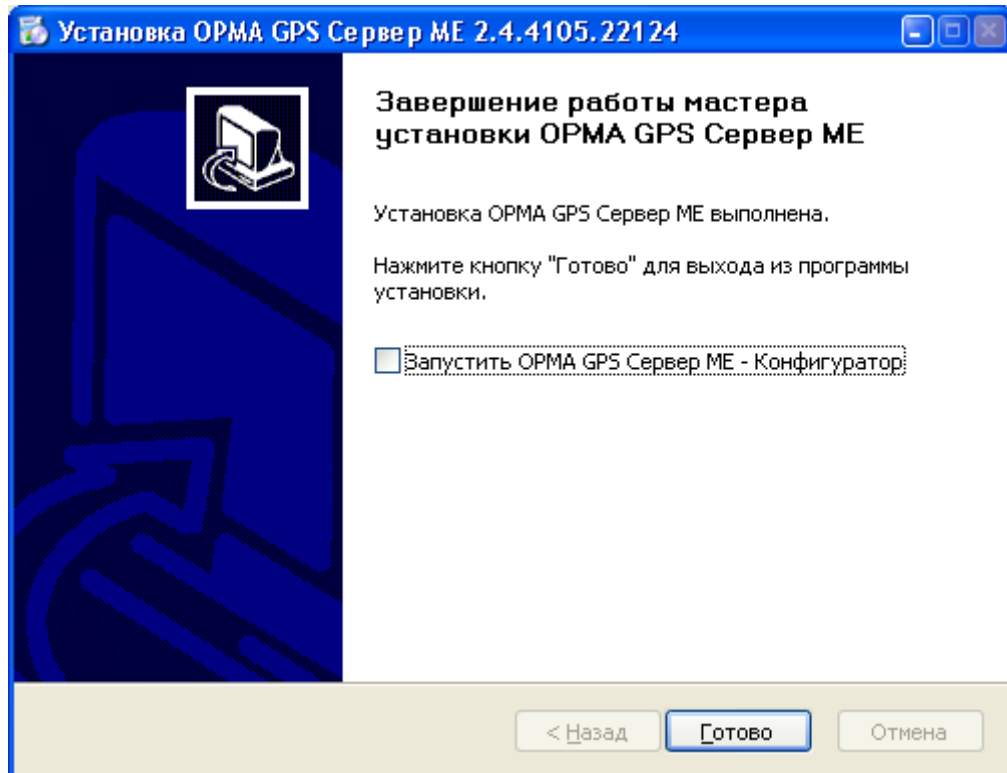 Установка ОРМА GPS Сервер ME 2.4.4105.22124
Завершение работы мастера
установки ОРМА GPS Сервер ME
Установка ОРМА GPS Сервер ME выполнена.
Нажмите кнопку "Готово" для выхода из программы
установки.
Запустить ОРМА GPS Сервер ME - Конфигуратор
< Назад
Готово
Отмена